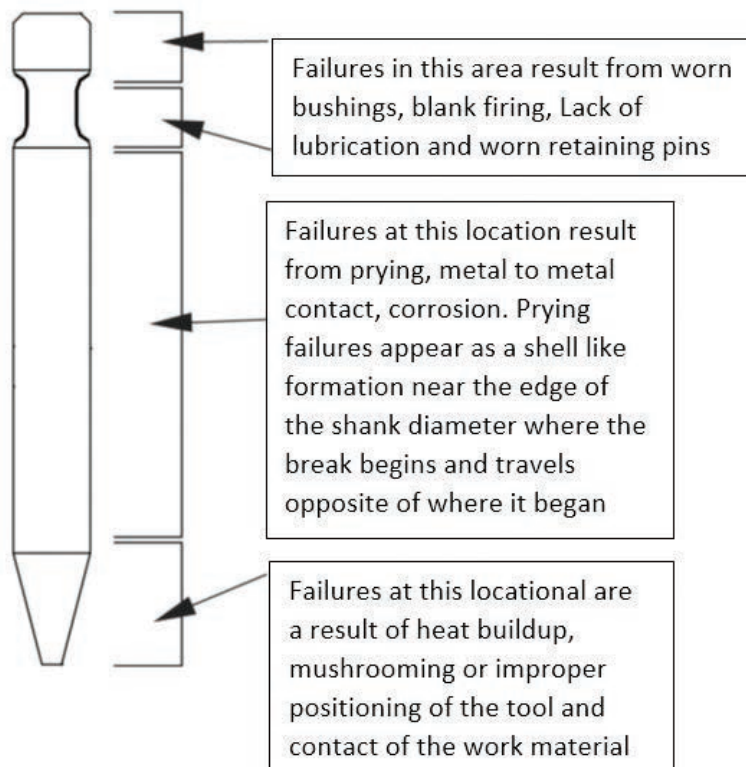 Failures in this area result from worn
bushings, blank firing, Lack of
lubrication and worn retaining pins
Failures at this location result
from prying, metal to metal
contact, corrosion. Prying
failures appear as a shell like
formation near the edge of
the shank diameter where the
break begins and travels
opposite of where it began
Failures at this locational are
a result of heat buildup,
mushrooming or improper
positioning of the tool and
contact of the work material